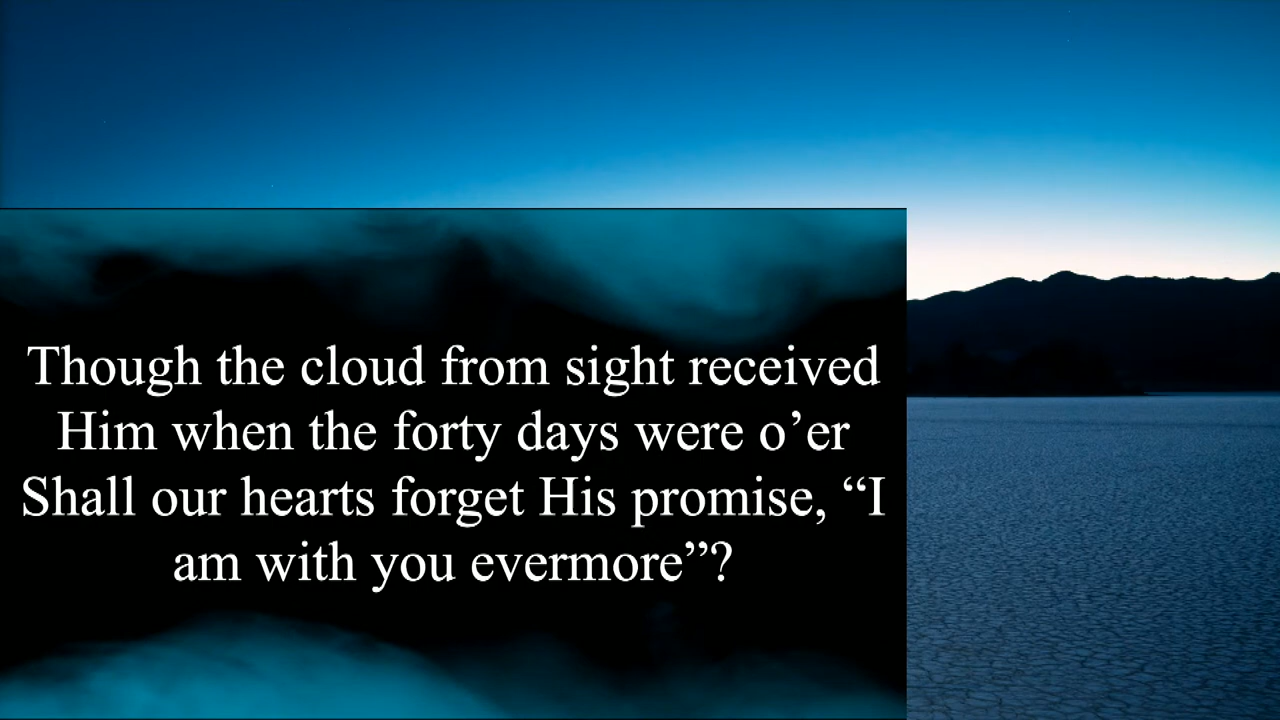 Though the cloud from sight received
Him when the forty days were o’er
Shall our hearts forget His promise, “I
am with you evermore”?